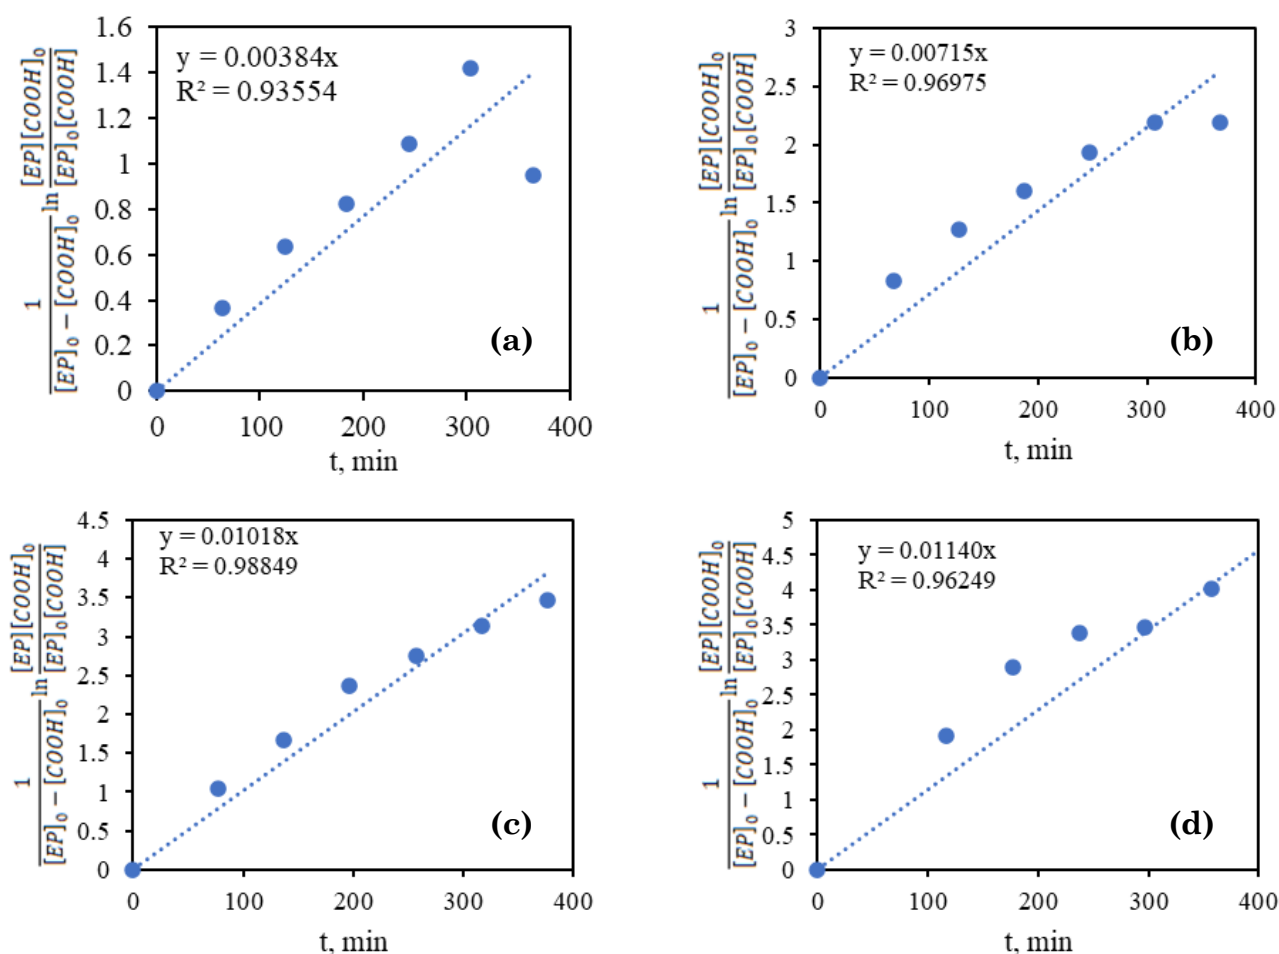 1.6
1.4
1.2
1
0.8
0.6
0.4
0.2
0
y = 0.00384x
R² = 0.93554
(a)
0 100 200 300 400
t, min
1/([EP]₀ − [COOH]₀) ln [EP][COOH]₀/[EP]₀[COOH]
3
2.5
2
1.5
1
0.5
0
y = 0.00715x
R² = 0.96975
(b)
0 100 200 300 400
t, min
1/([EP]₀ − [COOH]₀) ln [EP][COOH]₀/[EP]₀[COOH]
4.5
4
3.5
3
2.5
2
1.5
1
0.5
0
y = 0.01018x
R² = 0.98849
(c)
0 100 200 300 400
t, min
1/([EP]₀ − [COOH]₀) ln [EP][COOH]₀/[EP]₀[COOH]
5
4.5
4
3.5
3
2.5
2
1.5
1
0.5
0
y = 0.01140x
R² = 0.96249
(d)
0 100 200 300 400
t, min
1/([EP]₀ − [COOH]₀) ln [EP][COOH]₀/[EP]₀[COOH]